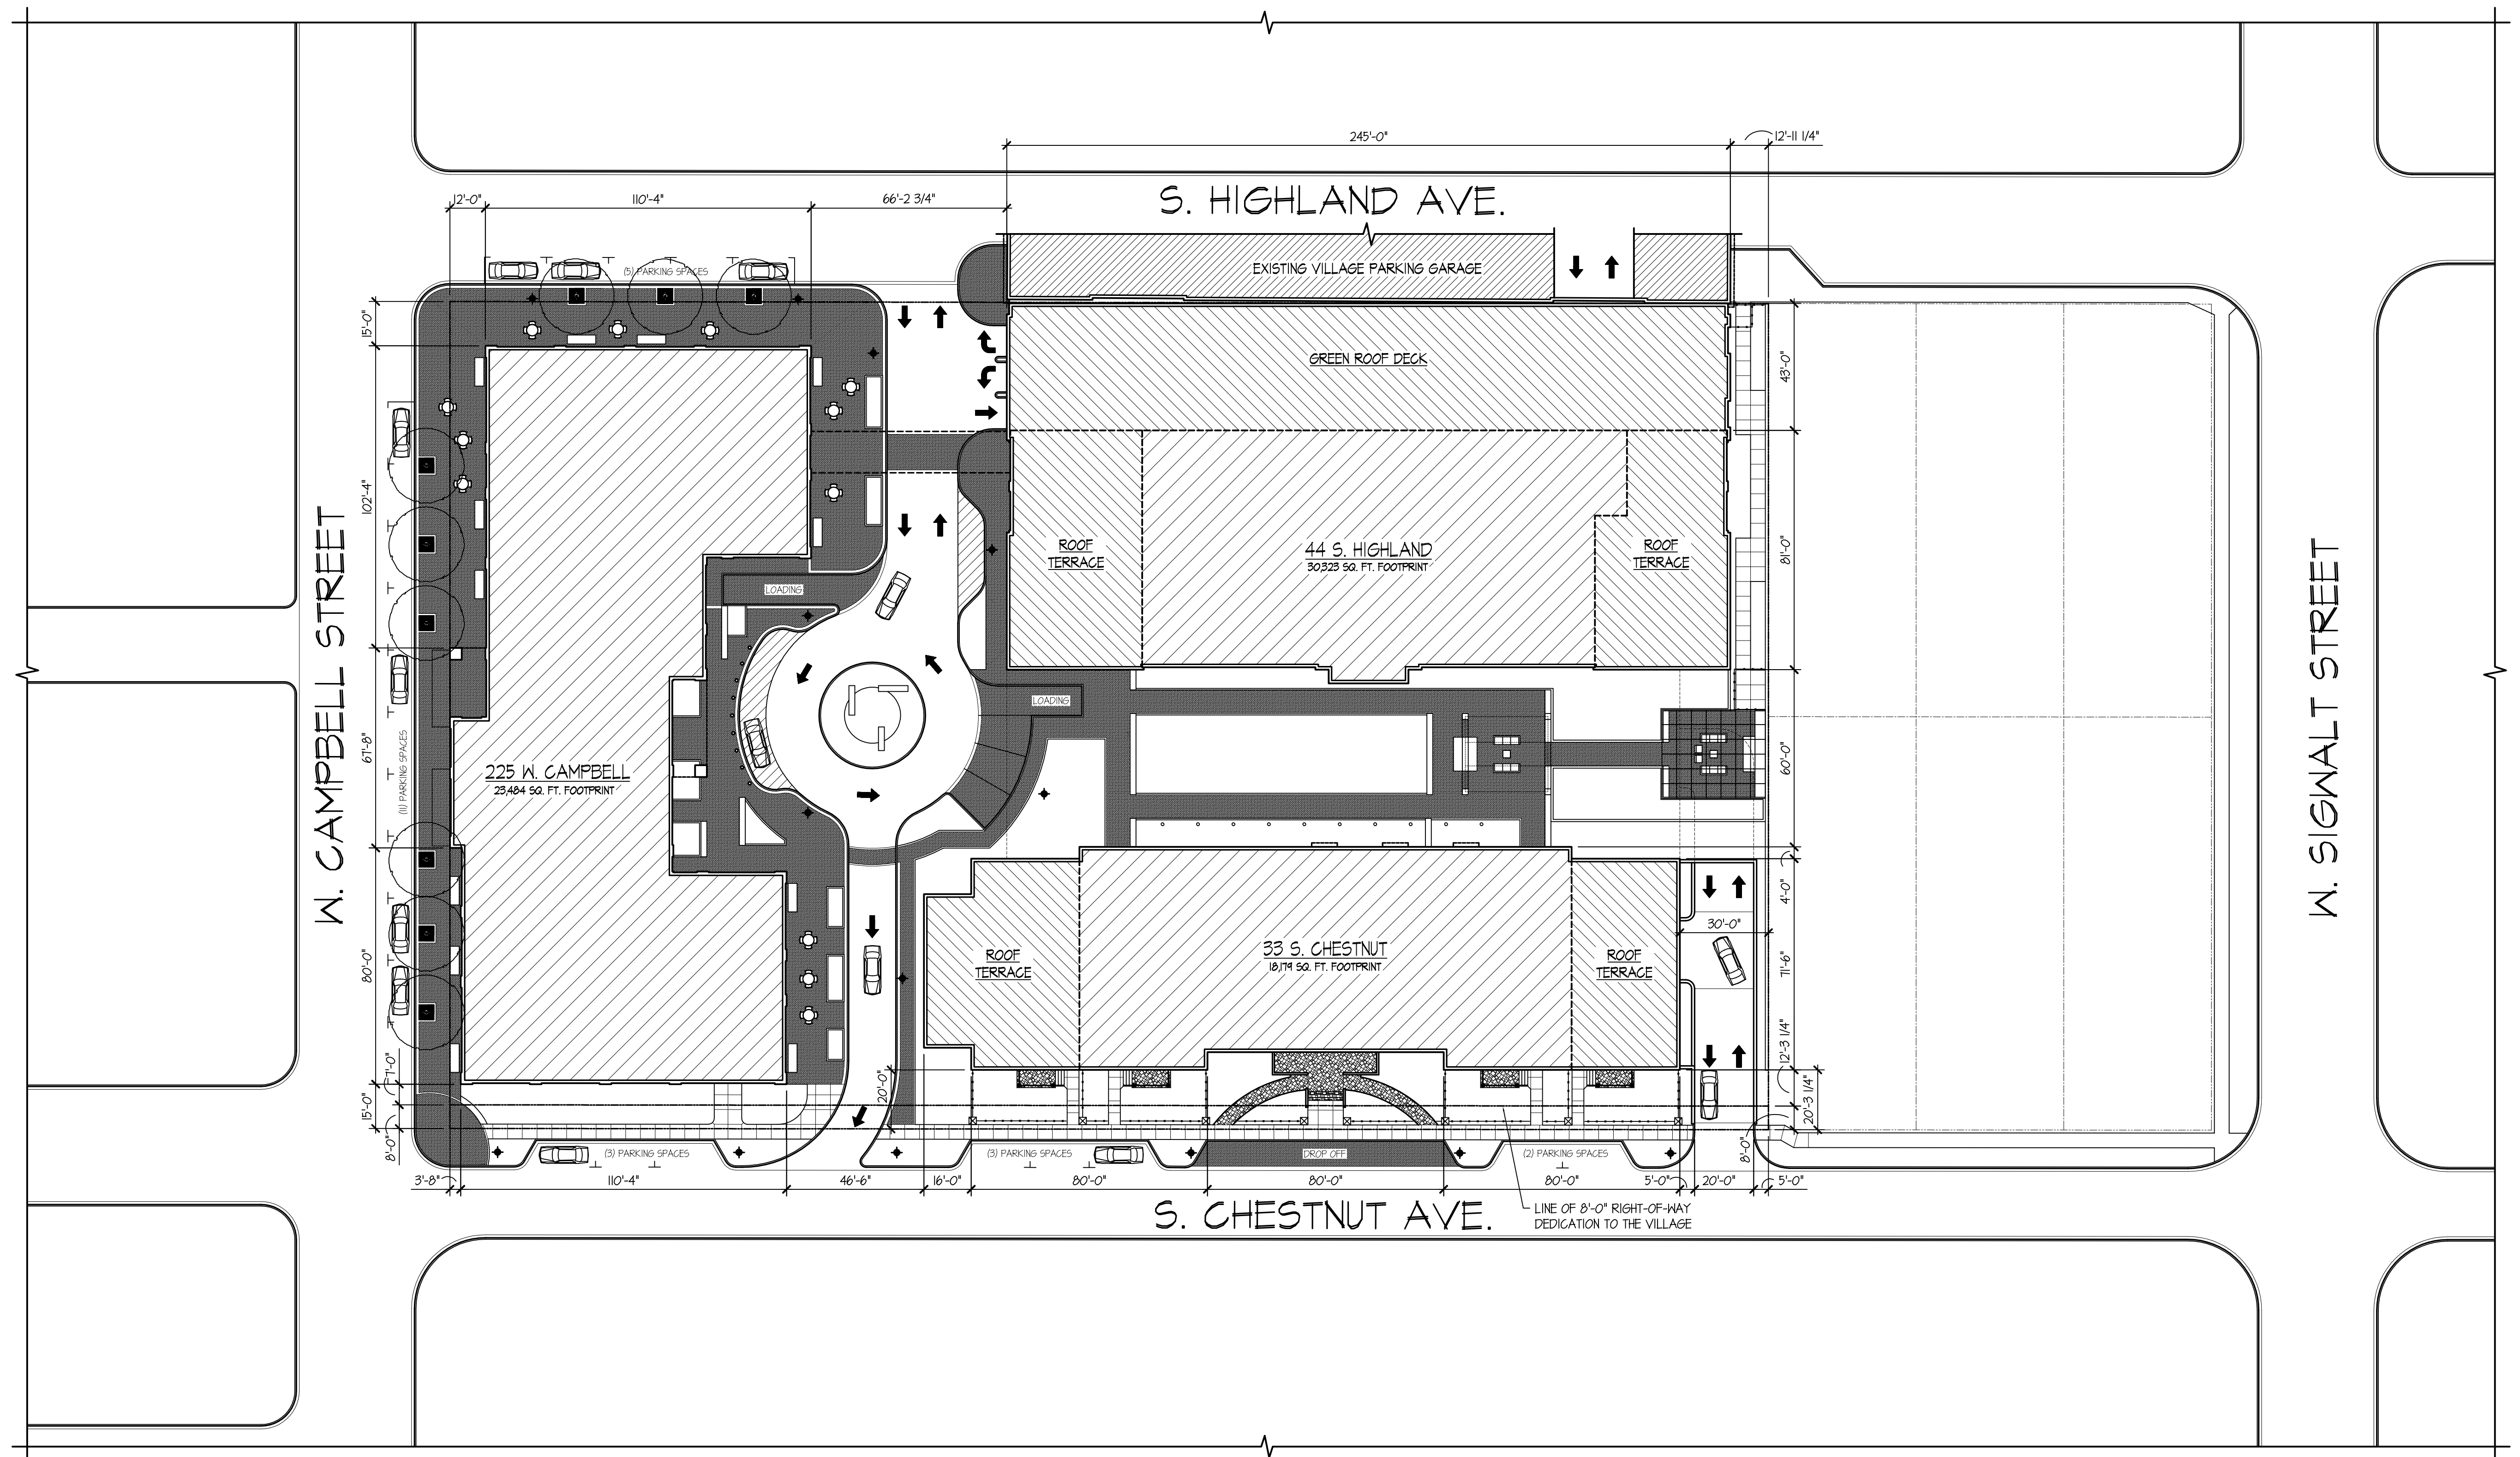 245'-0"
12'-11 1/4"
S. HIGHLAND AVE.
12'-0"
110'-4"
66'-2 3/4"
(5) PARKING SPACES
EXISTING VILLAGE PARKING GARAGE
15'-0"
GREEN ROOF DECK
43'-0"
102'-4"
W. CAMPBELL STREET
ROOF
TERRACE
44 S. HIGHLAND
30,323 SQ. FT. FOOTPRINT
ROOF
TERRACE
81'-0"
LOADING
W. SIGWALT STREET
LOADING
67'-8"
(11) PARKING SPACES
225 W. CAMPBELL
23,484 SQ. FT. FOOTPRINT
60'-0"
4'-0"
30'-0"
80'-0"
ROOF
TERRACE
33 S. CHESTNUT
18,179 SQ. FT. FOOTPRINT
ROOF
TERRACE
71'-6"
12'-3 1/4"
7'-0"
15'-0"
8'-0"
20'-0"
20'-3 1/4"
8'-0"
(3) PARKING SPACES
(3) PARKING SPACES
DROP OFF
(2) PARKING SPACES
3'-8"
110'-4"
46'-6"
16'-0"
80'-0"
80'-0"
80'-0"
5'-0"
20'-0"
5'-0"
S. CHESTNUT AVE.
LINE OF 8'-0" RIGHT-OF-WAY
DEDICATION TO THE VILLAGE